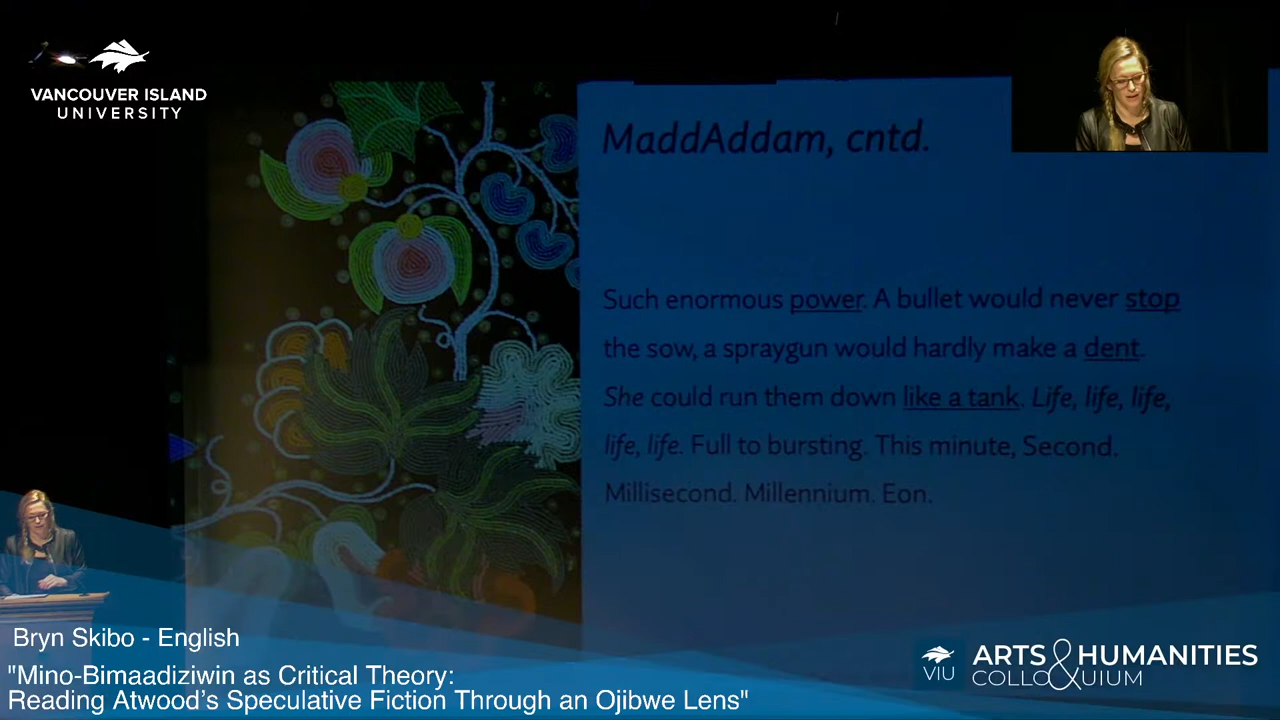 VANCOUVER ISLAND
UNIVERSITY
MaddAddam, cntd.
Such enormous power. A bullet would never stop
the sow, a spraygun would hardly make a dent.
She could run them down like a tank. Life, life, life,
life, life. Full to bursting. This minute, Second.
Millisecond. Millennium. Eon.
Bryn Skibo - English
"Mino-Bimaadiziwin as Critical Theory:
Reading Atwood's Speculative Fiction Through an Ojibwe Lens"
VIU
ARTS & HUMANITIES
COLLOQUIUM